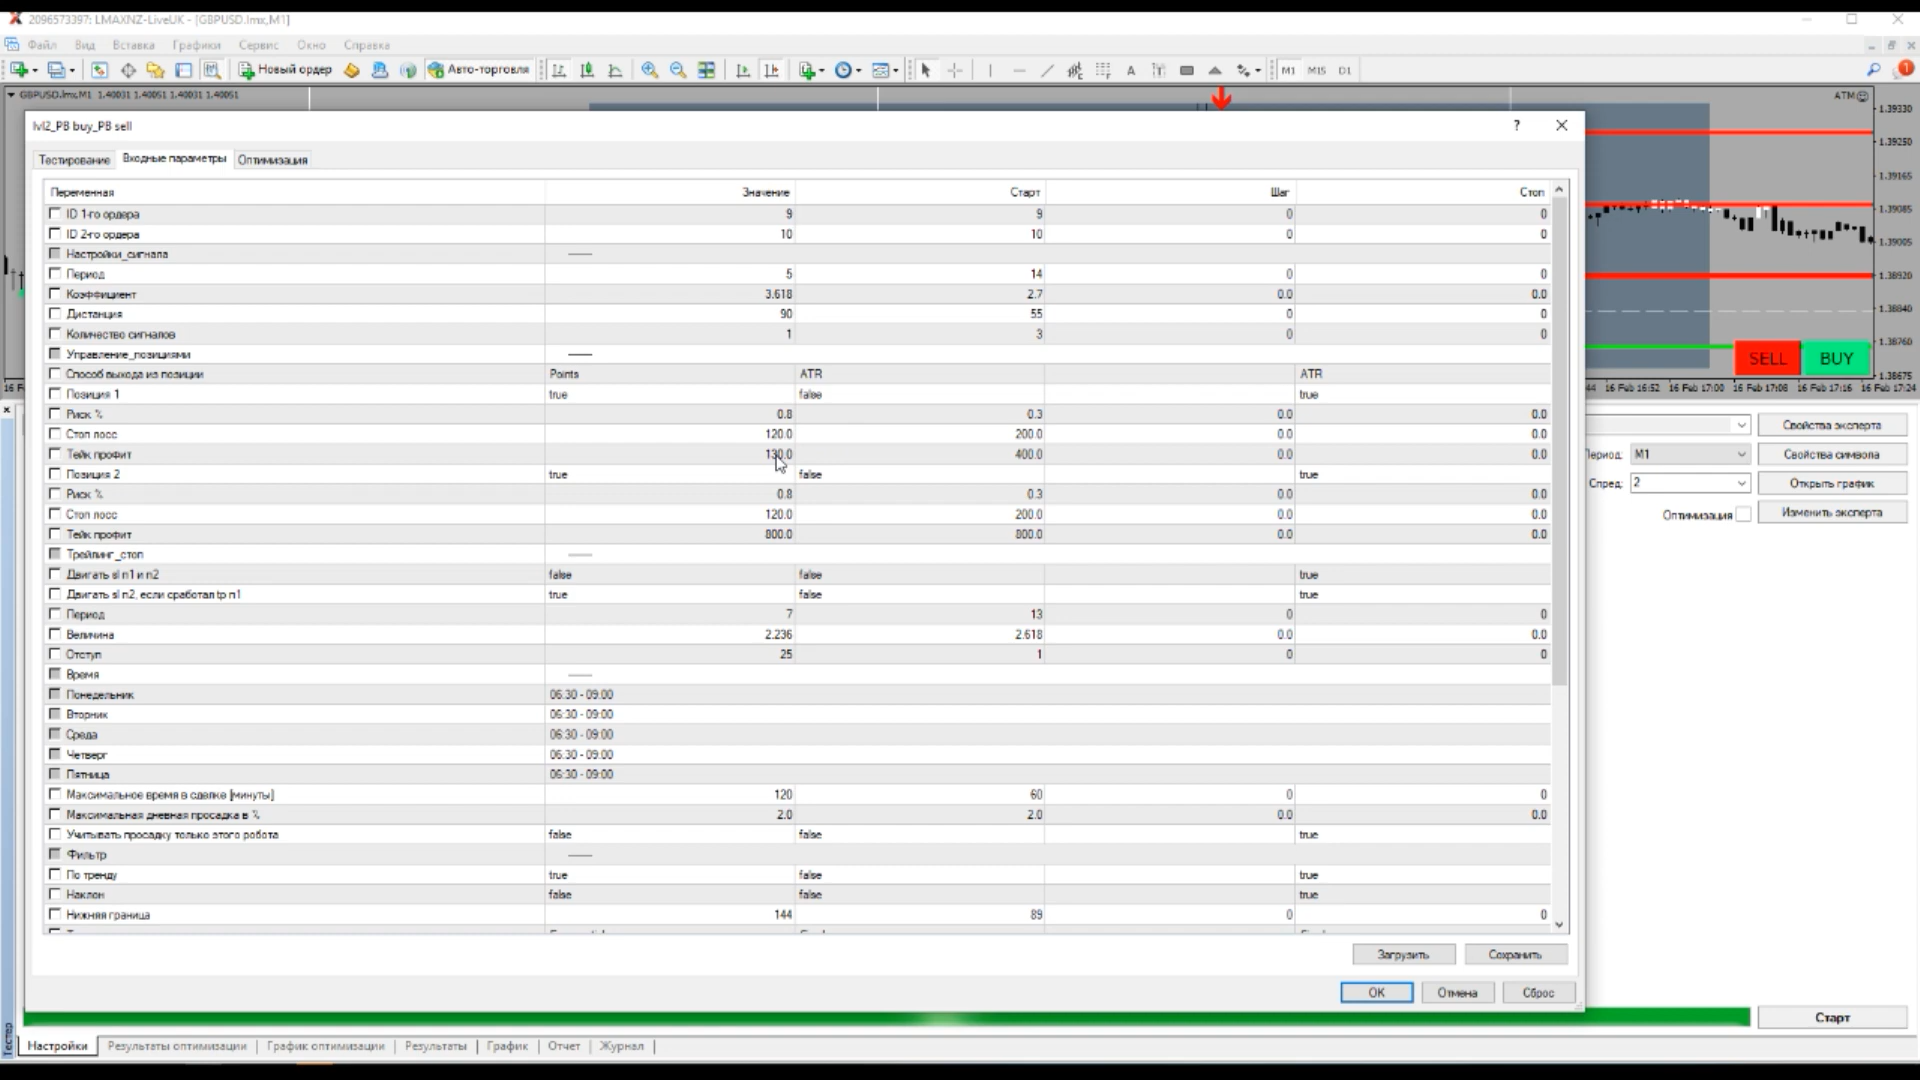 2096573397: LMAXNZ-LiveUK - [GBPUSD.lmx,M1]
Файл Вид Вставка Графики Сервис Окно Справка
Новый ордер Авто-торговля M1 M15 D1 1
GBPUSD.lmx,M1 1.40031 1.40051 1.40031 1.40051
ATM
lvl2_PB buy_PB sell ?
Тестирование Входные параметры Оптимизация
Переменная Значение Старт Шаг Стоп
ID 1-го ордера 9 9 0 0
ID 2-го ордера 10 10 0 0
Настройки_сигнала
Период 5 14 0 0
Коэффициент 3.618 2.7 0.0 0.0
Дистанция 90 55 0 0
Количество сигналов 1 3 0 0
Управление_позициями
Способ выхода из позиции Points ATR ATR
Позиция 1 true false true
Риск % 0.8 0.3 0.0 0.0
Стоп лосс 120.0 200.0 0.0 0.0
Тейк профит 130.0 400.0 0.0 0.0
Позиция 2 true false true
Риск % 0.8 0.3 0.0 0.0
Стоп лосс 120.0 200.0 0.0 0.0
Тейк профит 800.0 800.0 0.0 0.0
Трейлинг_стоп
Двигать sl п1 и п2 false false true
Двигать sl п2, если сработал tp п1 true false true
Период 7 13 0 0
Величина 2.236 2.618 0.0 0.0
Отступ 25 1 0 0
Время
Понедельник 06:30 - 09:00
Вторник 06:30 - 09:00
Среда 06:30 - 09:00
Четверг 06:30 - 09:00
Пятница 06:30 - 09:00
Максимальное время в сделке [минуты] 120 60 0 0
Максимальная дневная просадка в % 2.0 2.0 0.0 0.0
Учитывать просадку только этого робота false false true
Фильтр
По тренду true false true
Наклон false false true
Нижняя граница 144 89 0 0
Загрузить Сохранить
OK Отмена Сброс
1.39330
1.39250
1.39165
1.39085
1.39005
1.38920
1.38840
1.38760
1.38675
SELL BUY
16 F 44 16 Feb 16:52 16 Feb 17:00 16 Feb 17:08 16 Feb 17:16 16 Feb 17:24
Свойства эксперта
Период: M1 Свойства символа
Спред: 2 Открыть график
Оптимизация Изменить эксперта
Старт
Тестер
Настройки Результаты оптимизации График оптимизации Результаты График Отчет Журнал